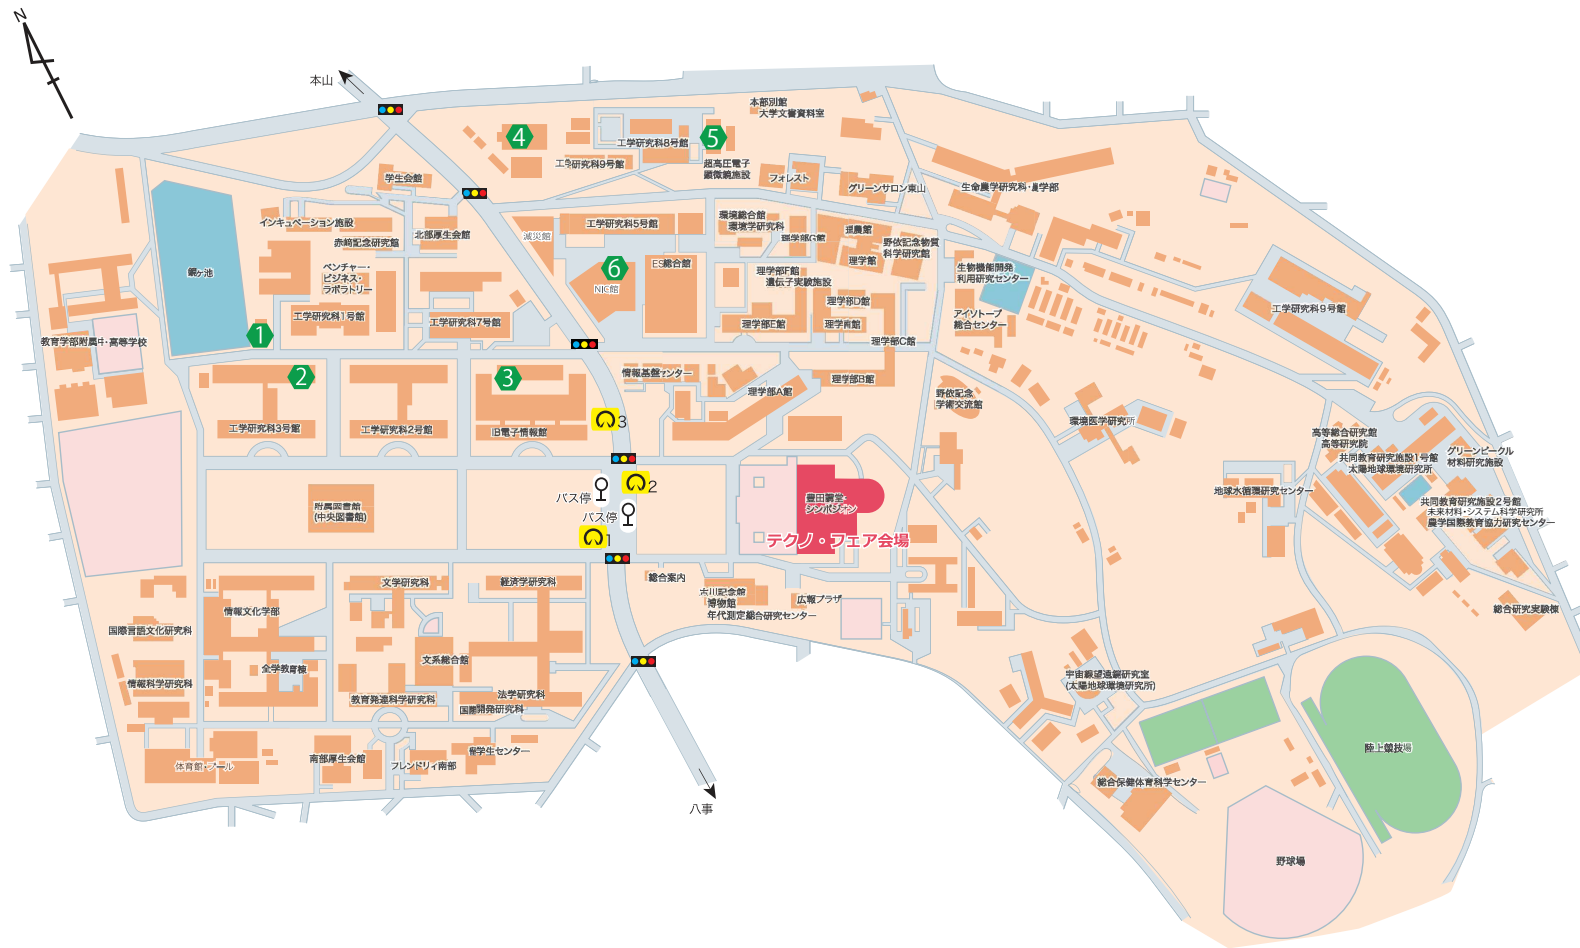 N
本山
本部別館
大学文書資料室
4
5
工学研究科8号館
工学研究科9号館
超高圧電子
顕微鏡施設
フォレスト
グリーンサロン東山
生命農学研究科・農学部
学生会館
インキュベーション施設
赤﨑記念研究館
北部厚生会館
減災館
工学研究科5号館
環境総合館
環境学研究科
理学部G館
理農館
野依記念物質
科学研究館
理学館
鏡ヶ池
ベンチャー・
ビジネス・
ラボラトリー
6
NIC館
ES総合館
理学部F館
遺伝子実験施設
生物機能開発
利用研究センター
理学部D館
工学研究科1号館
工学研究科7号館
理学部E館
理学南館
アイソトープ
総合センター
工学研究科9号館
1
教育学部附属中・高等学校
理学部C館
2
3
情報基盤センター
理学部A館
理学部B館
野依記念
学術交流館
3
工学研究科3号館
工学研究科2号館
IB電子情報館
環境医学研究所
高等総合研究館
高等研究院
共同教育研究施設1号館
太陽地球環境研究所
グリーンビークル
材料研究施設
2
バス停
バス停
1
附属図書館
(中央図書館)
豊田講堂・
シンポジオン
テクノ・フェア会場
地球水循環研究センター
共同教育研究施設2号館
未来材料・システム科学研究所
農学国際教育協力研究センター
文学研究科
経済学研究科
総合案内
古川記念館
博物館
年代測定総合研究センター
広報プラザ
情報文化学部
国際言語文化研究科
総合研究実験棟
全学教育棟
文系総合館
情報科学研究科
教育発達科学研究科
法学研究科
国際開発研究科
宇宙線望遠鏡研究室
(太陽地球環境研究所)
留学生センター
南部厚生会館
フレンドリィ南部
体育館・プール
陸上競技場
総合保健体育科学センター
八事
野球場